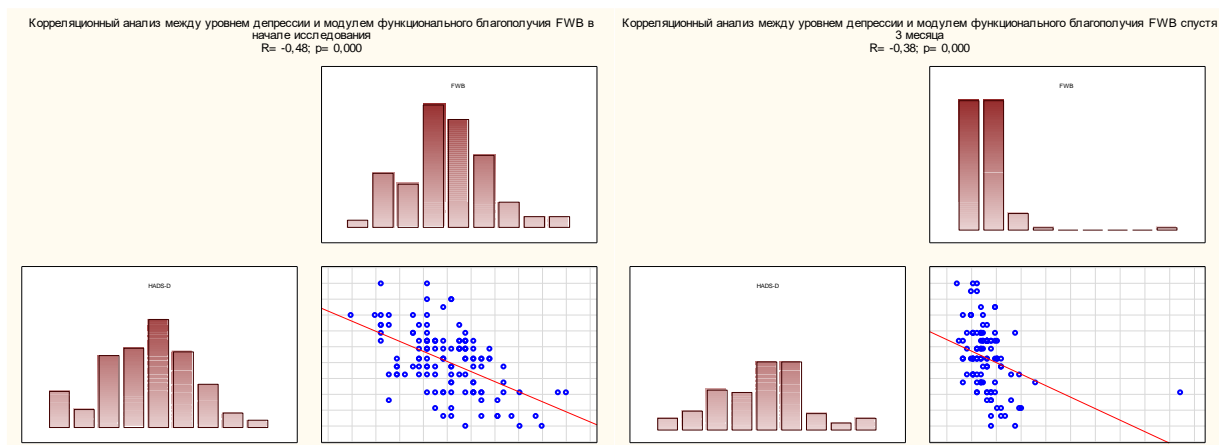 Корреляционный анализ между уровнем депрессии и модулем функционального благополучия FWB в
начале исследования
R= -0,48; p= 0,000
FWB
HADS-D
Корреляционный анализ между уровнем депрессии и модулем функционального благополучия FWB спустя
3 месяца
R= -0,38; p= 0,000
FWB
HADS-D